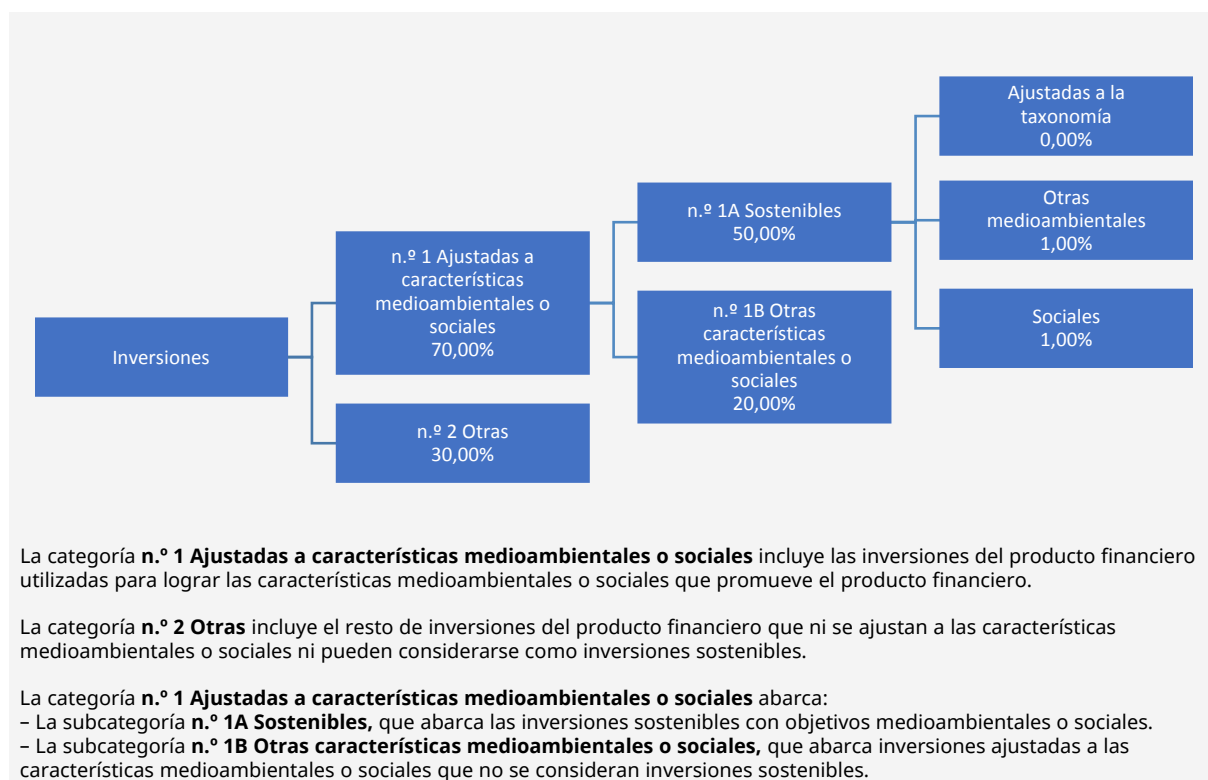 Inversiones
n.º 1 Ajustadas a
características
medioambientales o
sociales
70,00%
n.º 2 Otras
30,00%
n.º 1A Sostenibles
50,00%
n.º 1B Otras
características
medioambientales o
sociales
20,00%
Ajustadas a la
taxonomía
0,00%
Otras
medioambientales
1,00%
Sociales
1,00%
La categoría n.º 1 Ajustadas a características medioambientales o sociales incluye las inversiones del producto financiero
utilizadas para lograr las características medioambientales o sociales que promueve el producto financiero.
La categoría n.º 2 Otras incluye el resto de inversiones del producto financiero que ni se ajustan a las características
medioambientales o sociales ni pueden considerarse como inversiones sostenibles.
La categoría n.º 1 Ajustadas a características medioambientales o sociales abarca:
– La subcategoría n.º 1A Sostenibles, que abarca las inversiones sostenibles con objetivos medioambientales o sociales.
– La subcategoría n.º 1B Otras características medioambientales o sociales, que abarca inversiones ajustadas a las
características medioambientales o sociales que no se consideran inversiones sostenibles.